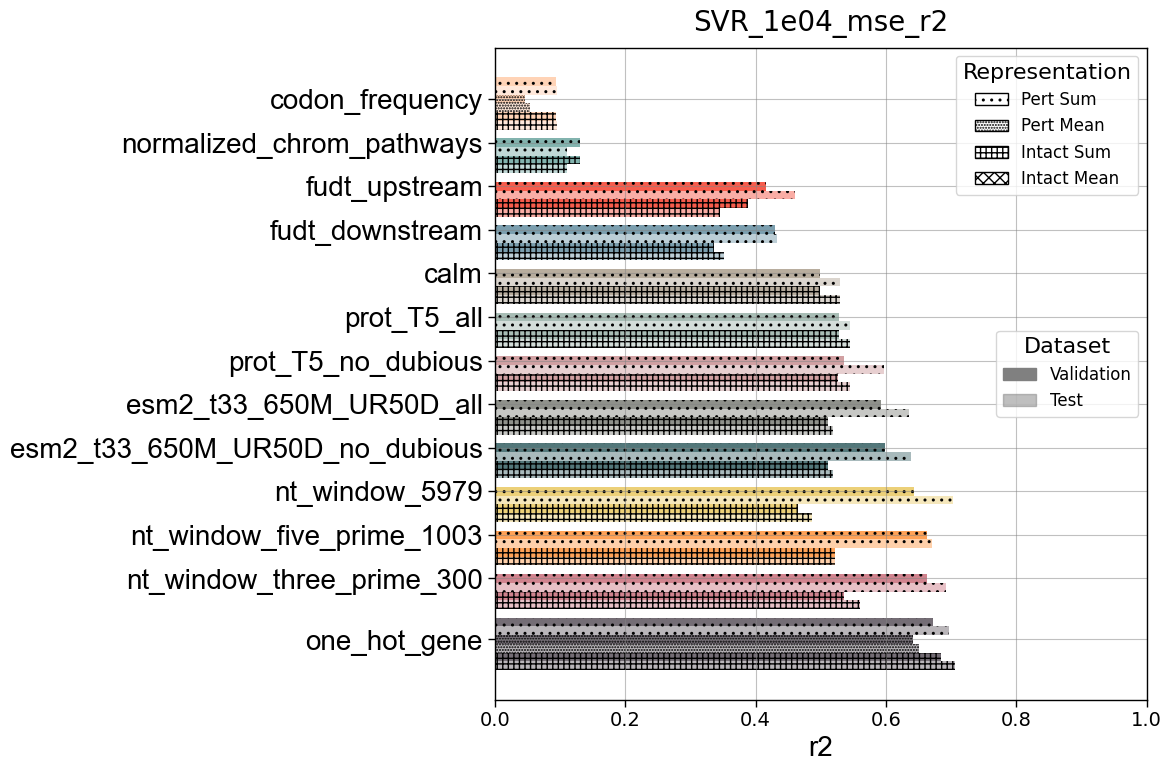 SVR_1e04_mse_r2
codon_frequency
normalized_chrom_pathways
fudt_upstream
fudt_downstream
calm
prot_T5_all
prot_T5_no_dubious
esm2_t33_650M_UR50D_all
esm2_t33_650M_UR50D_no_dubious
nt_window_5979
nt_window_five_prime_1003
nt_window_three_prime_300
one_hot_gene
Representation
Pert Sum
Pert Mean
Intact Sum
Intact Mean
Dataset
Validation
Test
0.0 0.2 0.4 0.6 0.8 1.0
r2